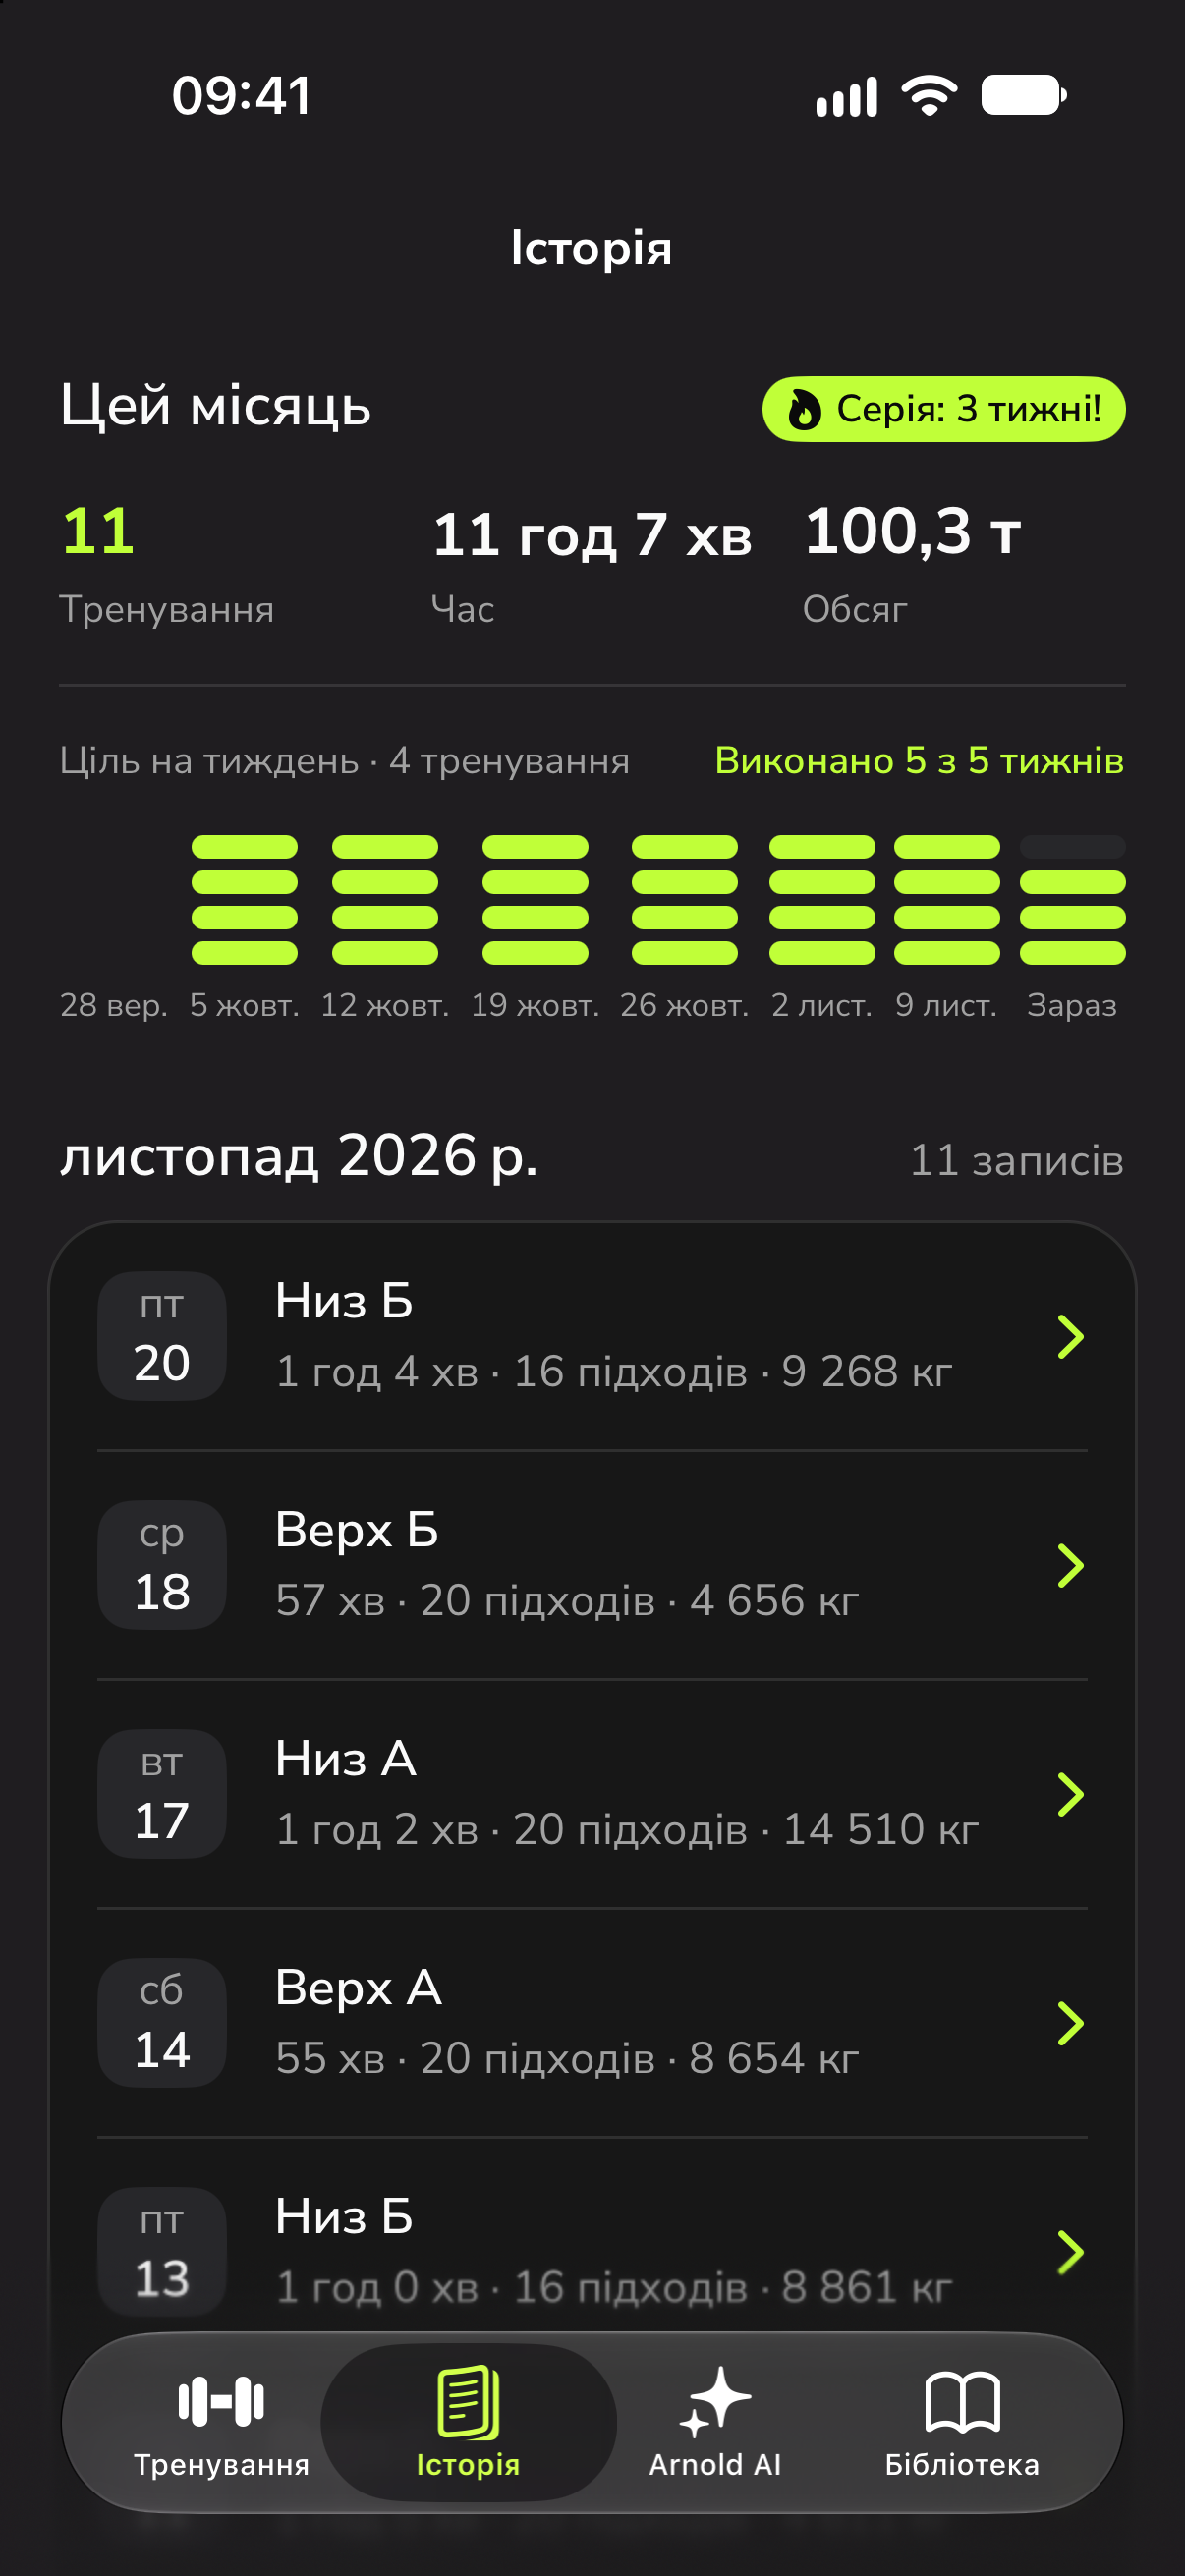 09:41
Історія
Цей місяць
Серія: 3 тижні!
11
11 год 7 хв
100,3 т
Тренування
Час
Обсяг
Ціль на тиждень · 4 тренування
Виконано 5 з 5 тижнів
28 вер.
5 жовт.
12 жовт.
19 жовт.
26 жовт.
2 лист.
9 лист.
Зараз
листопад 2026 р.
11 записів
пт
20
Низ Б
1 год 4 хв · 16 підходів · 9 268 кг
ср
18
Верх Б
57 хв · 20 підходів · 4 656 кг
вт
17
Низ А
1 год 2 хв · 20 підходів · 14 510 кг
сб
14
Верх А
55 хв · 20 підходів · 8 654 кг
пт
13
Низ Б
1 год 0 хв · 16 підходів · 8 861 кг
Тренування
Історія
Arnold AI
Бібліотека